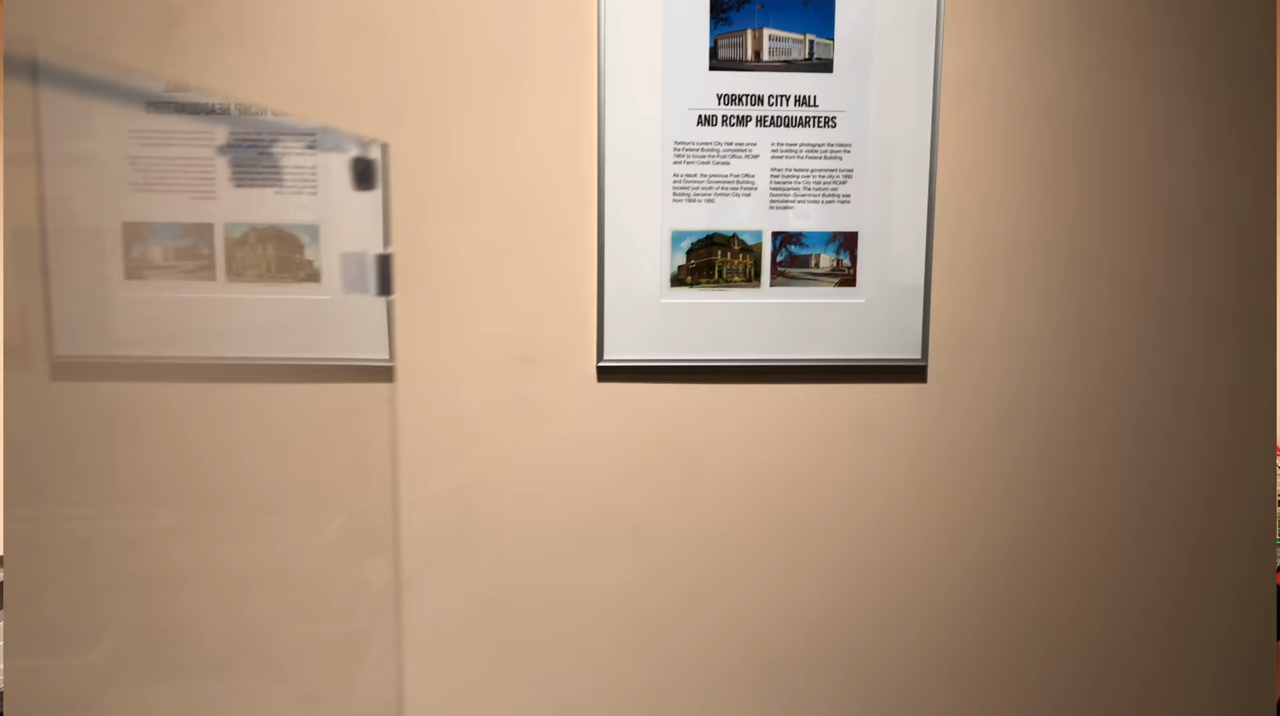 YORKTON CITY HALL
AND RCMP HEADQUARTERS
Yorkton's current City Hall was once
the Federal Building, completed in
1954 to house the Post Office, RCMP
and Farm Credit Canada.
As a result, the previous Post Office
and Dominion Government Building,
located just south of the new Federal
Building, became Yorkton City Hall
from 1956 to
In the lower photograph the historic
red building is visible just down the
street from the Federal Building.
When the federal government turned
their building over to the city in 1993
it became the City Hall and RCMP
headquarters. The historic red
Dominion Government Building was
demolished and today a park marks
its location.